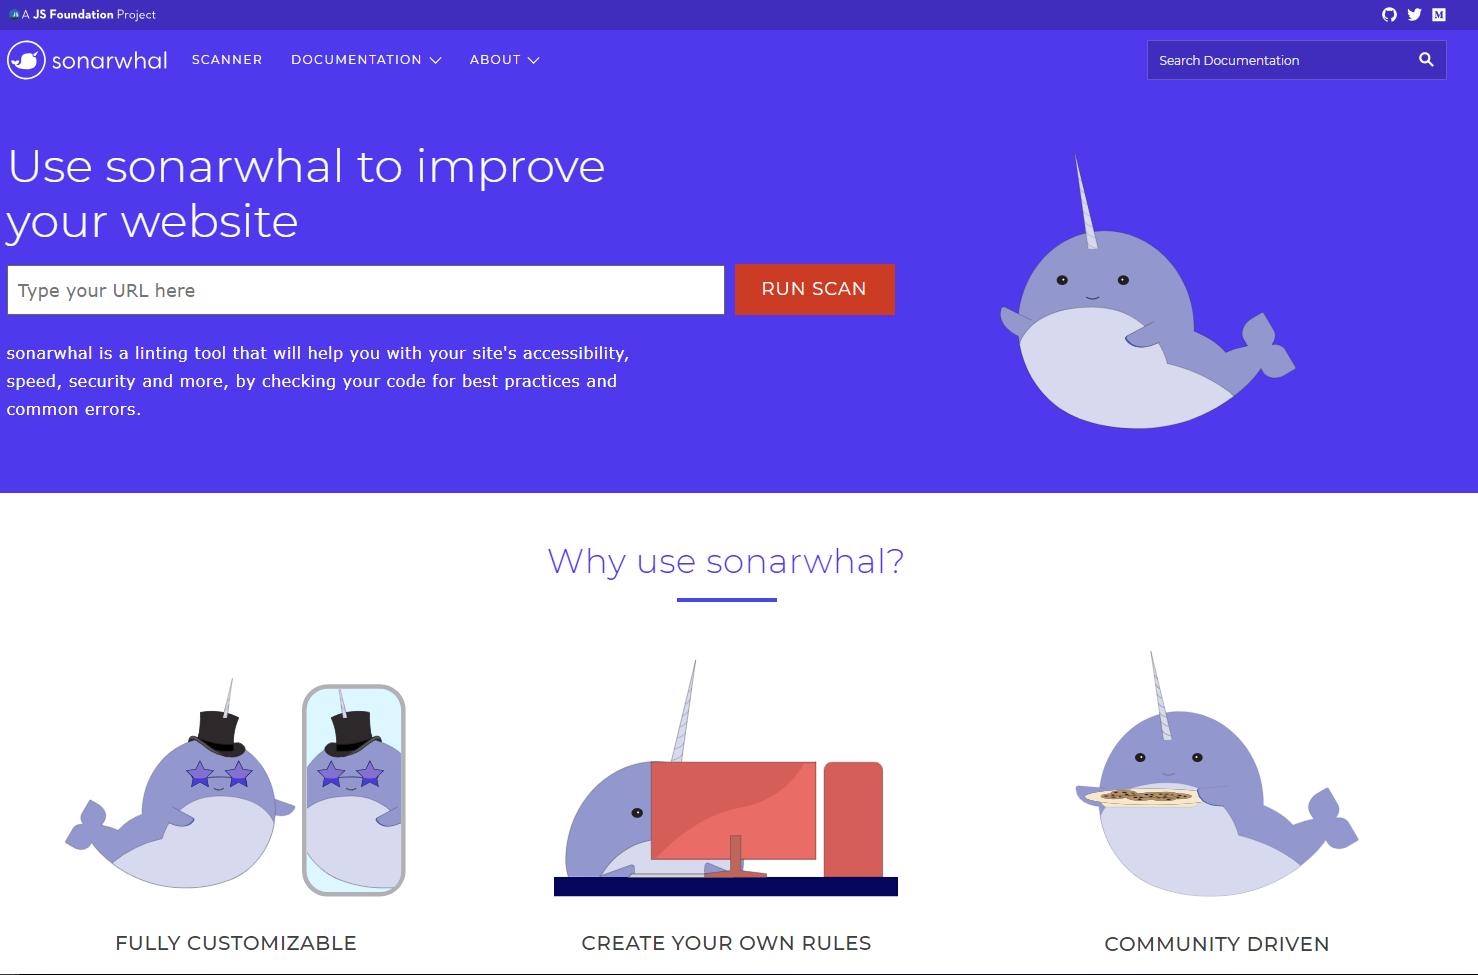 A JS Foundation Project
sonarwhal SCANNER DOCUMENTATION ABOUT Search Documentation
Use sonarwhal to improve
your website
Type your URL here RUN SCAN
sonarwhal is a linting tool that will help you with your site's accessibility,
speed, security and more, by checking your code for best practices and
common errors.
Why use sonarwhal?
FULLY CUSTOMIZABLE CREATE YOUR OWN RULES COMMUNITY DRIVEN